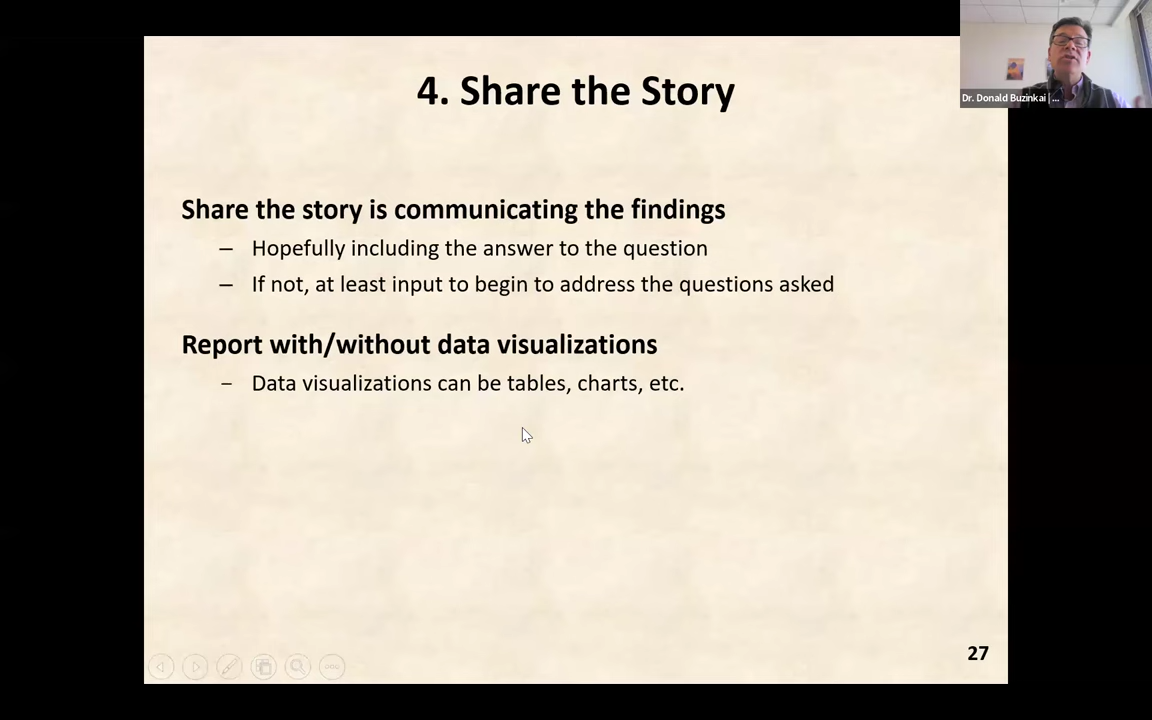 4. Share the Story
Dr. Donald Buzinkai | ...
Share the story is communicating the findings
– Hopefully including the answer to the question
– If not, at least input to begin to address the questions asked
Report with/without data visualizations
– Data visualizations can be tables, charts, etc.
27